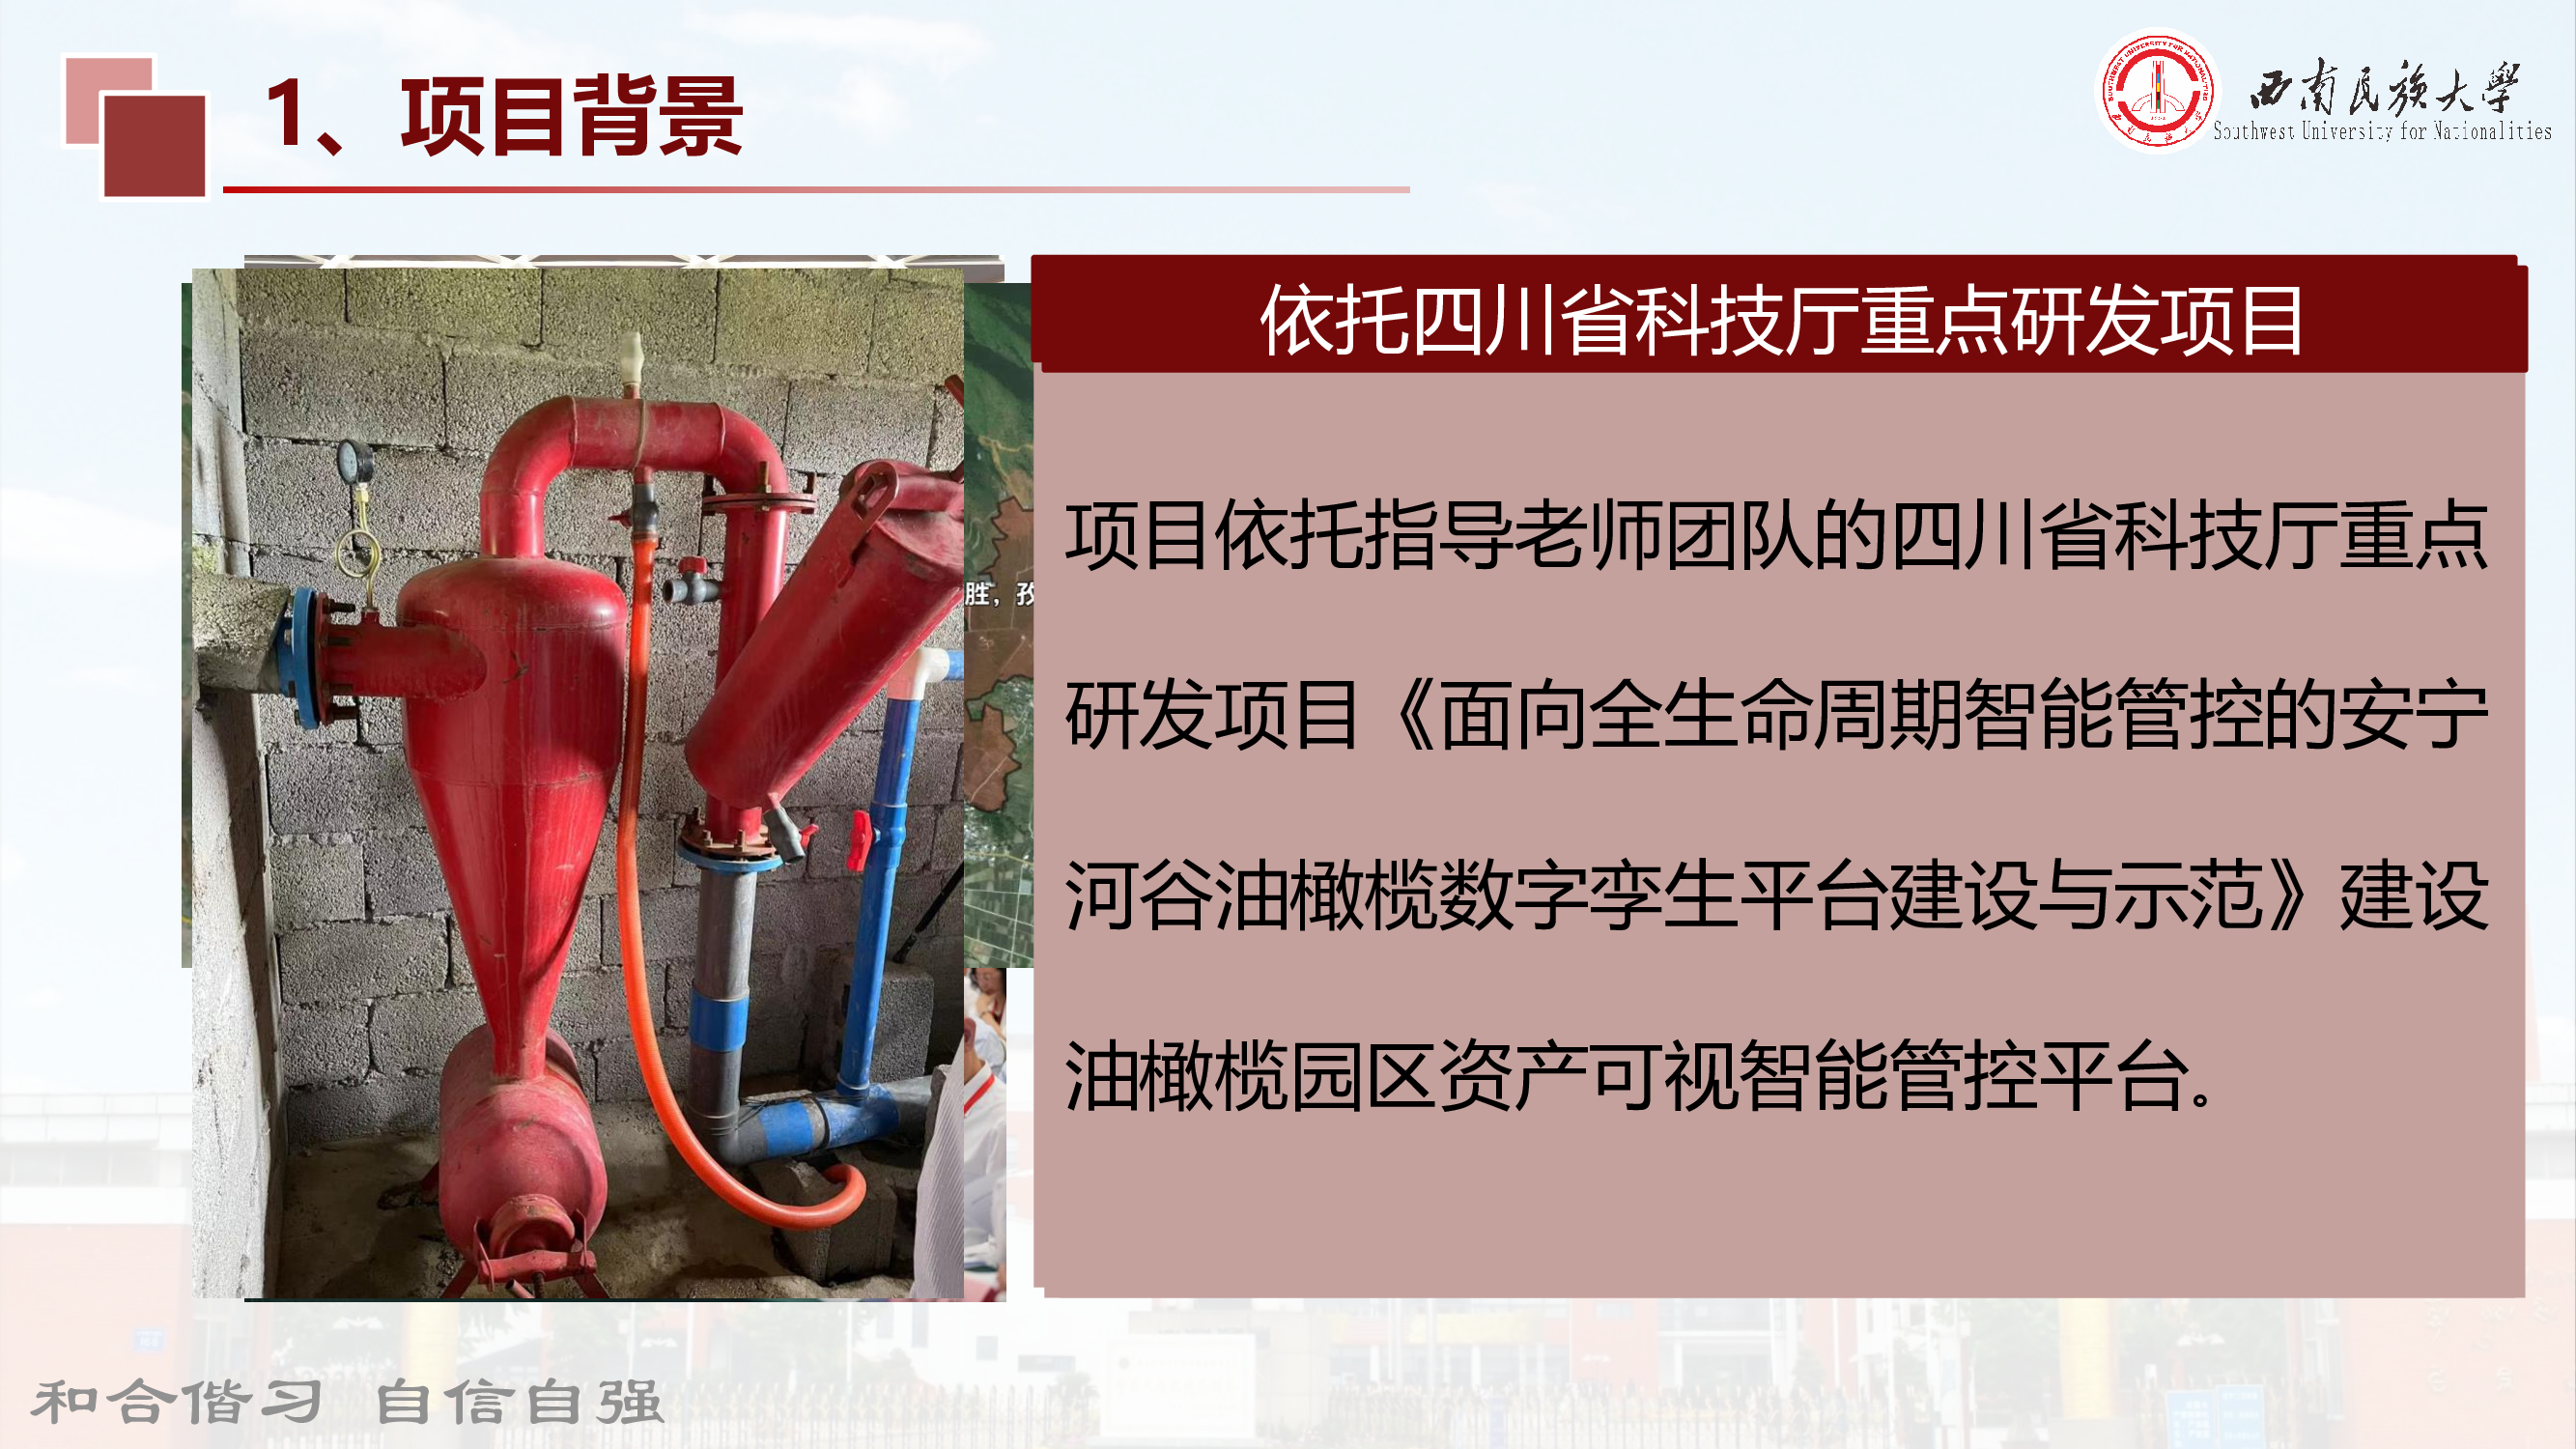 1、项目背景
西南民族大学
Southwest University for Nationalities
依托四川省科技厅重点研发项目
胜，孜
项目依托指导老师团队的四川省科技厅重点
研发项目《面向全生命周期智能管控的安宁
河谷油橄榄数字孪生平台建设与示范》建设
油橄榄园区资产可视智能管控平台。
和合偕习 自信自强